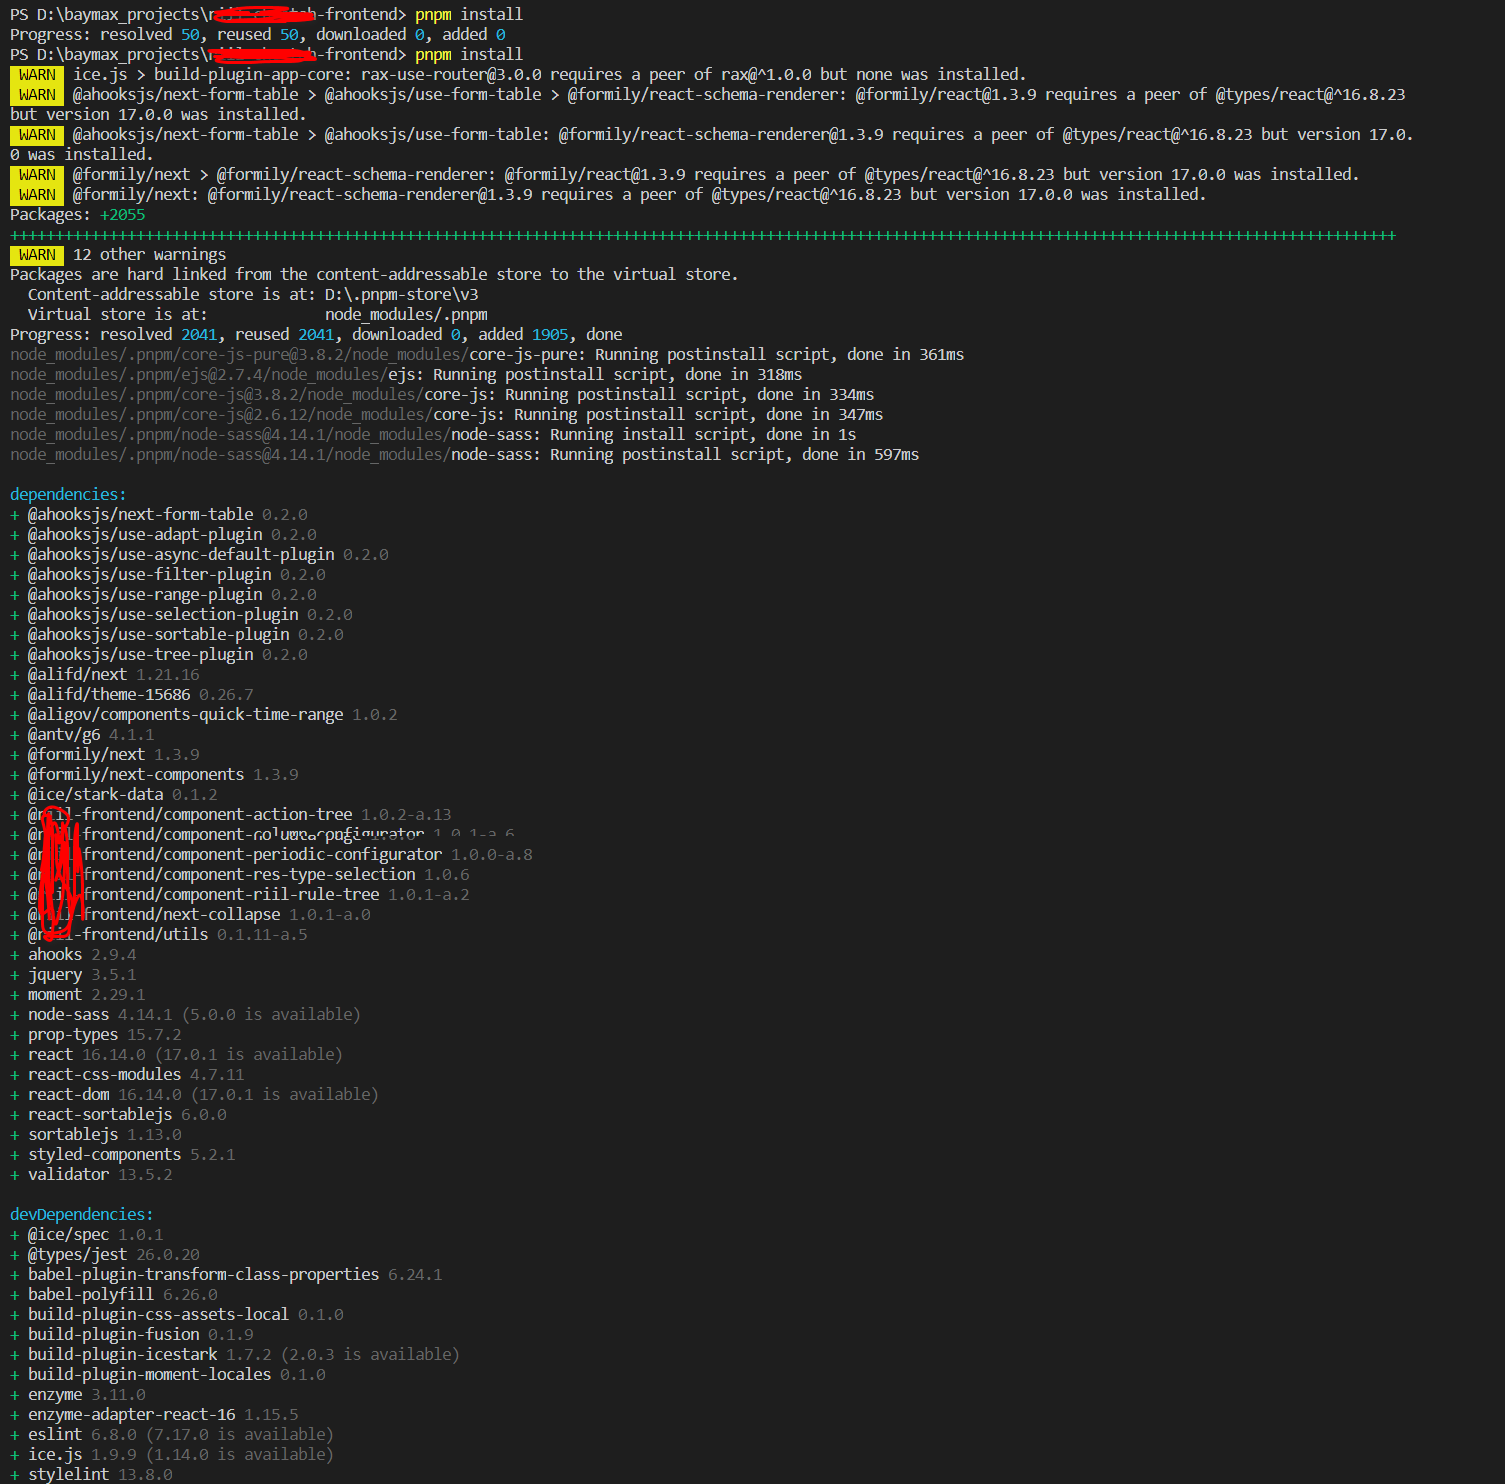 PS D:\baymax_projects\ -frontend> pnpm install
Progress: resolved 50, reused 50, downloaded 0, added 0
PS D:\baymax_projects\ -frontend> pnpm install
WARN ice.js > build-plugin-app-core: rax-use-router@3.0.0 requires a peer of rax@^1.0.0 but none was installed.
WARN @ahooksjs/next-form-table > @ahooksjs/use-form-table > @formily/react-schema-renderer: @formily/react@1.3.9 requires a peer of @types/react@^16.8.23
but version 17.0.0 was installed.
WARN @ahooksjs/next-form-table > @ahooksjs/use-form-table: @formily/react-schema-renderer@1.3.9 requires a peer of @types/react@^16.8.23 but version 17.0.
0 was installed.
WARN @formily/next > @formily/react-schema-renderer: @formily/react@1.3.9 requires a peer of @types/react@^16.8.23 but version 17.0.0 was installed.
WARN @formily/next: @formily/react-schema-renderer@1.3.9 requires a peer of @types/react@^16.8.23 but version 17.0.0 was installed.
Packages: +2055
++++++++++++++++++++++++++++++++++++++++++++++++++++++++++++++++++++++++++++++++++++++++++++++++++++++++++++++++++++++++++++++++++++++++++++++++++++++++++
WARN 12 other warnings
Packages are hard linked from the content-addressable store to the virtual store.
Content-addressable store is at: D:\.pnpm-store\v3
Virtual store is at: node_modules/.pnpm
Progress: resolved 2041, reused 2041, downloaded 0, added 1905, done
node_modules/.pnpm/core-js-pure@3.8.2/node_modules/core-js-pure: Running postinstall script, done in 361ms
node_modules/.pnpm/ejs@2.7.4/node_modules/ejs: Running postinstall script, done in 318ms
node_modules/.pnpm/core-js@3.8.2/node_modules/core-js: Running postinstall script, done in 334ms
node_modules/.pnpm/core-js@2.6.12/node_modules/core-js: Running postinstall script, done in 347ms
node_modules/.pnpm/node-sass@4.14.1/node_modules/node-sass: Running install script, done in 1s
node_modules/.pnpm/node-sass@4.14.1/node_modules/node-sass: Running postinstall script, done in 597ms
dependencies:
+ @ahooksjs/next-form-table 0.2.0
+ @ahooksjs/use-adapt-plugin 0.2.0
+ @ahooksjs/use-async-default-plugin 0.2.0
+ @ahooksjs/use-filter-plugin 0.2.0
+ @ahooksjs/use-range-plugin 0.2.0
+ @ahooksjs/use-selection-plugin 0.2.0
+ @ahooksjs/use-sortable-plugin 0.2.0
+ @ahooksjs/use-tree-plugin 0.2.0
+ @alifd/next 1.21.16
+ @alifd/theme-15686 0.26.7
+ @aligov/components-quick-time-range 1.0.2
+ @antv/g6 4.1.1
+ @formily/next 1.3.9
+ @formily/next-components 1.3.9
+ @ice/stark-data 0.1.2
+ @ -frontend/component-action-tree 1.0.2-a.13
+ @ -frontend/component-
+ @ -frontend/component-periodic-configurator 1.0.0-a.8
+ @ -frontend/component-res-type-selection 1.0.6
+ @ -frontend/component-riil-rule-tree 1.0.1-a.2
+ @ -frontend/next-collapse 1.0.1-a.0
+ @ -frontend/utils 0.1.11-a.5
+ ahooks 2.9.4
+ jquery 3.5.1
+ moment 2.29.1
+ node-sass 4.14.1 (5.0.0 is available)
+ prop-types 15.7.2
+ react 16.14.0 (17.0.1 is available)
+ react-css-modules 4.7.11
+ react-dom 16.14.0 (17.0.1 is available)
+ react-sortablejs 6.0.0
+ sortablejs 1.13.0
+ styled-components 5.2.1
+ validator 13.5.2
devDependencies:
+ @ice/spec 1.0.1
+ @types/jest 26.0.20
+ babel-plugin-transform-class-properties 6.24.1
+ babel-polyfill 6.26.0
+ build-plugin-css-assets-local 0.1.0
+ build-plugin-fusion 0.1.9
+ build-plugin-icestark 1.7.2 (2.0.3 is available)
+ build-plugin-moment-locales 0.1.0
+ enzyme 3.11.0
+ enzyme-adapter-react-16 1.15.5
+ eslint 6.8.0 (7.17.0 is available)
+ ice.js 1.9.9 (1.14.0 is available)
+ stylelint 13.8.0